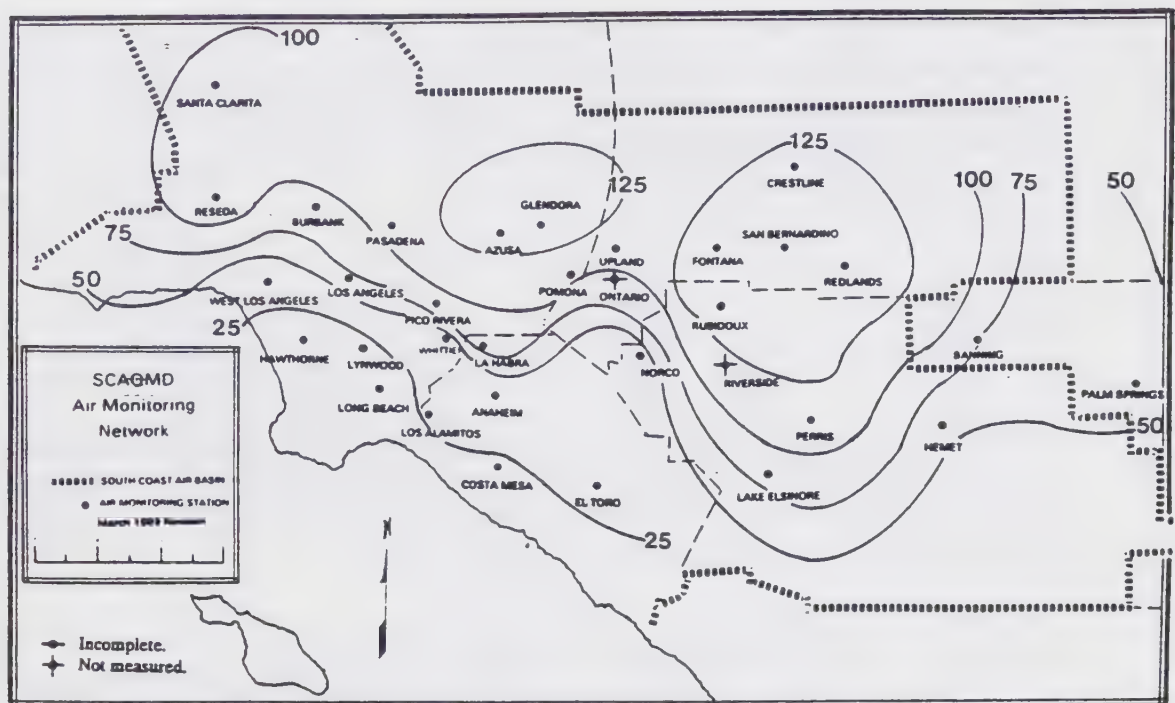 100
SANTA CLARITA
125
CRESTLINE
125
100
75
50
GLENDORA
RESEDA
BURBANK
PASADENA
AZUSA
75
UPLAND
FONTANA
SAN BERNARDINO
REDLANDS
50
WEST LOS ANGELES
LOS ANGELES
POMONA
ONTARIO
PICO RIVERA
RUBIDOUX
25
HAWTHORNE
LYNWOOD
WHITTIER
LA HABRA
NORCO
RIVERSIDE
BANNING
PALM SPRINGS
LONG BEACH
ANAHEIM
LOS ALAMITOS
PERRIS
HEMET
50
COSTA MESA
EL TORO
LAKE ELSINORE
25
SCAQMD
Air Monitoring
Network
SOUTH COAST AIR BASIN
AIR MONITORING STATION
March 1989 Revision
Incomplete.
Not measured.